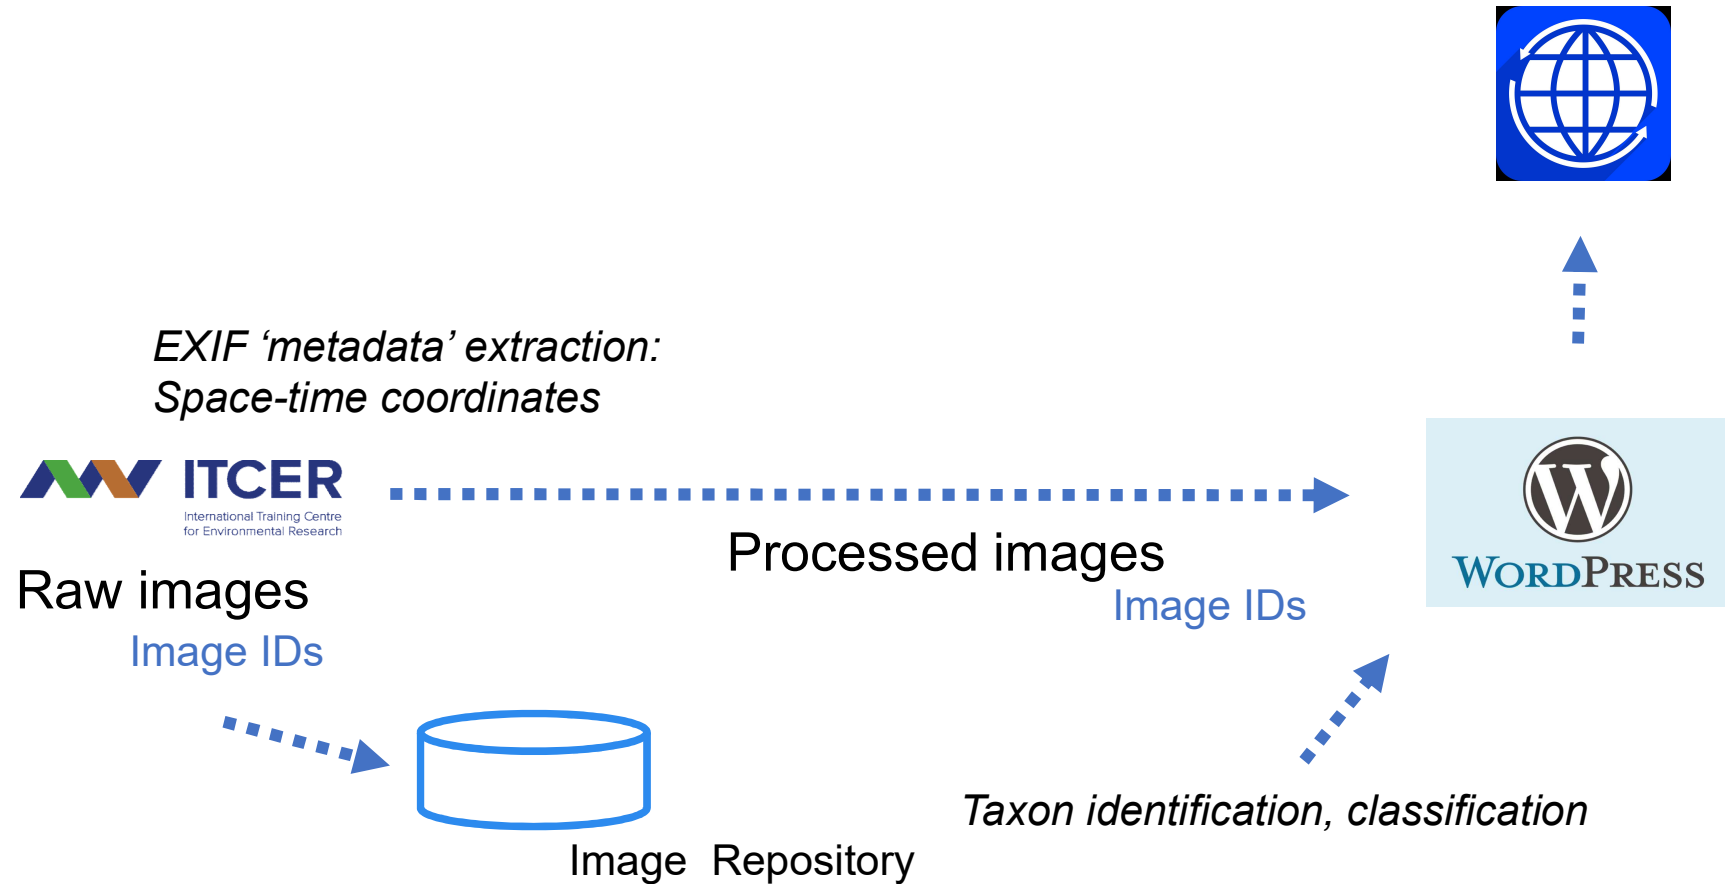 EXIF ‘metadata’ extraction:
Space-time coordinates
ITCER
International Training Centre
for Environmental Research
Raw images
Image IDs
Processed images
Image IDs
W
WORDPRESS
Taxon identification, classification
Image Repository